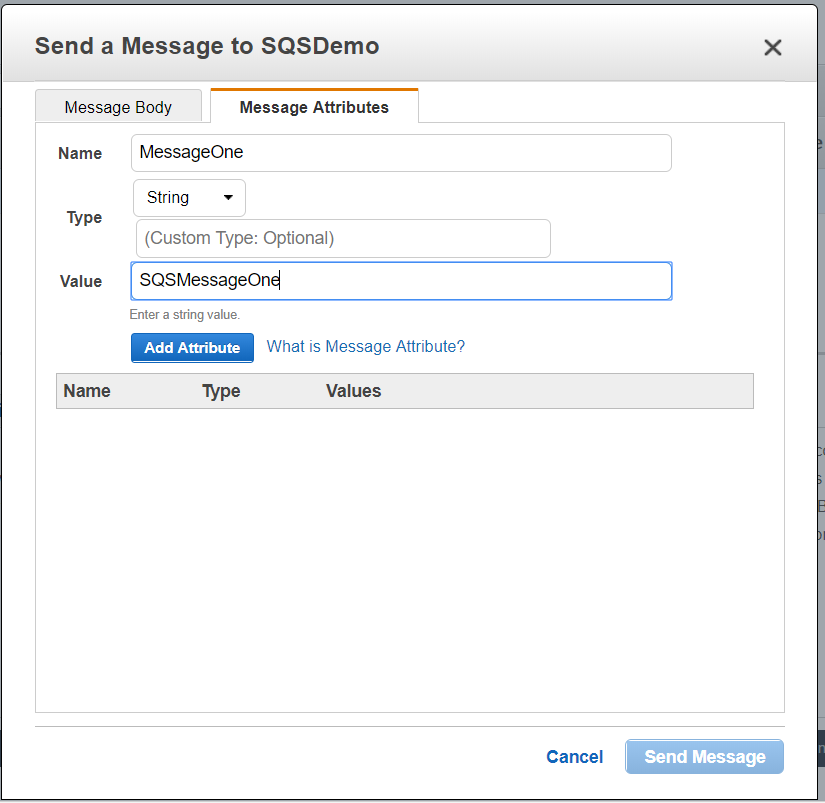 Send a Message to SQSDemo
Message Body
Message Attributes
Name
MessageOne
String
Type
(Custom Type: Optional)
Value
SQSMessageOne
Enter a string value.
Add Attribute
What is Message Attribute?
Name Type Values
Cancel
Send Message